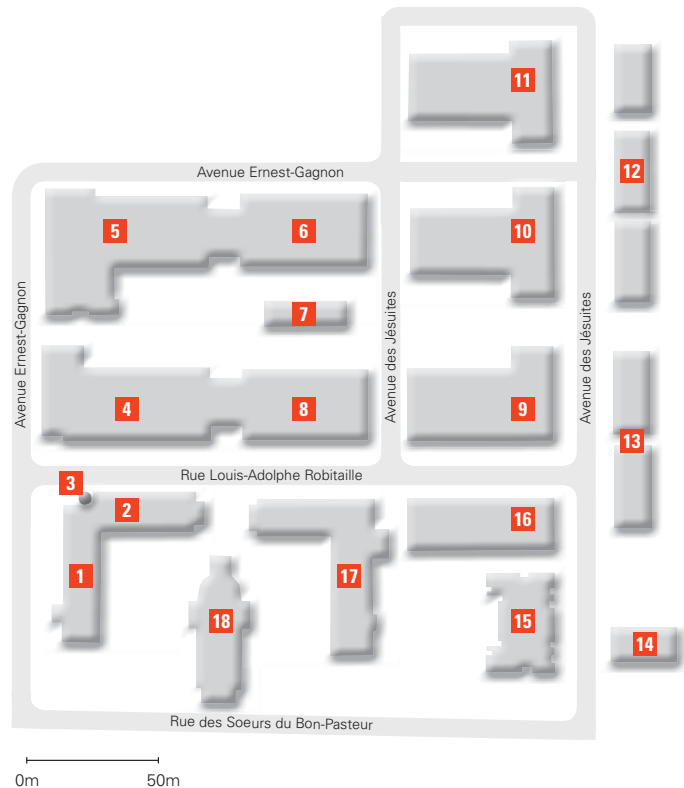 11
Avenue Ernest-Gagnon
12
5
6
10
7
Avenue Ernest-Gagnon
Avenue des Jésuites
Avenue des Jésuites
4
8
9
13
Rue Louis-Adolphe Robitaille
3
2
16
1
17
18
15
14
Rue des Soeurs du Bon-Pasteur
0m
50m